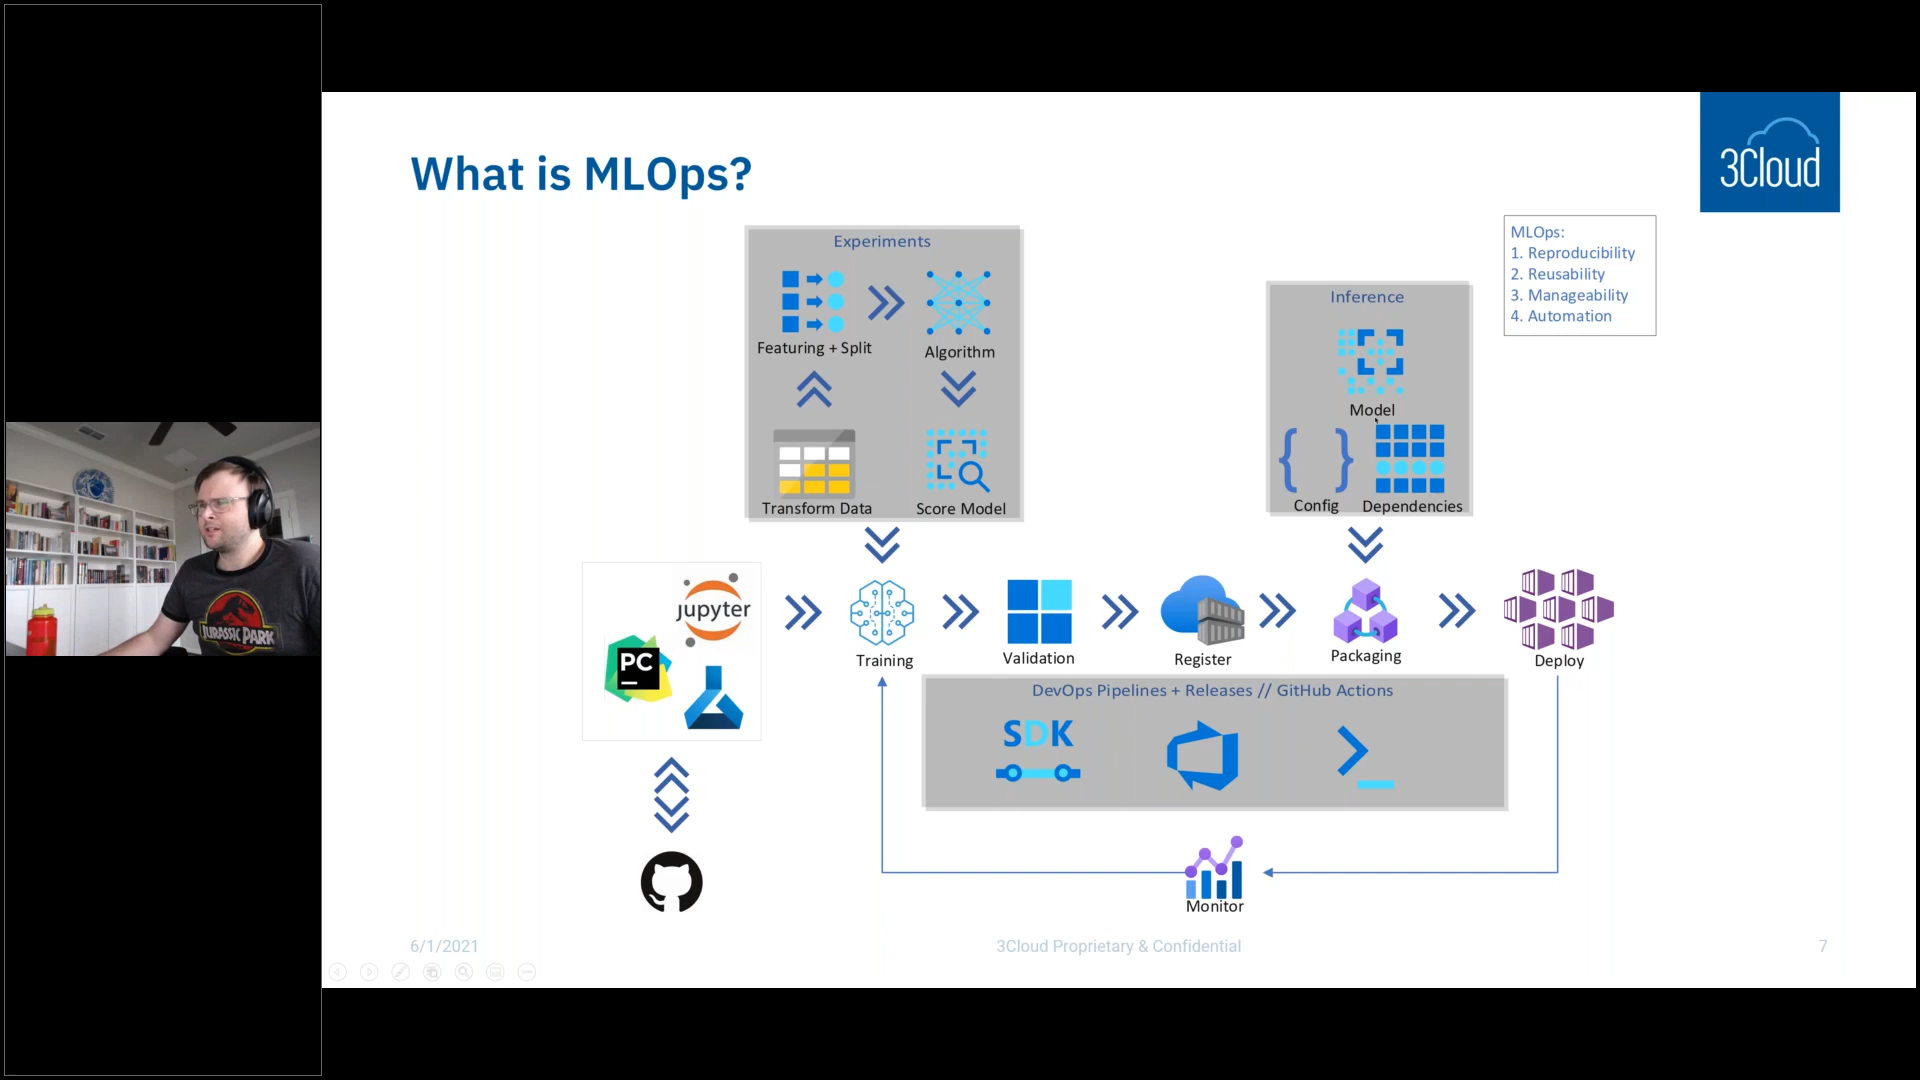 What is MLOps?
3Cloud
MLOps:
1. Reproducibility
2. Reusability
3. Manageability
4. Automation
Experiments
Featuring + Split
Algorithm
Transform Data
Score Model
Inference
Model
{ }
Config
Dependencies
jupyter
PC
Training
Validation
Register
Packaging
Deploy
DevOps Pipelines + Releases // GitHub Actions
SDK
Monitor
JURASSIC PARK
6/1/2021
3Cloud Proprietary & Confidential
7